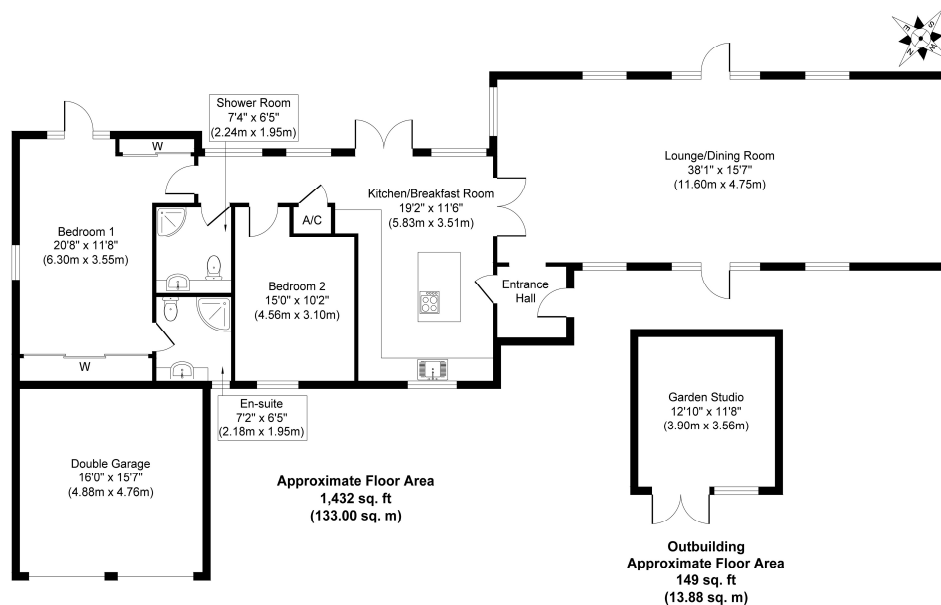 S
E
W
N
Shower Room
7'4" x 6'5"
(2.24m x 1.95m)
W
Lounge/Dining Room
38'1" x 15'7"
(11.60m x 4.75m)
Kitchen/Breakfast Room
19'2" x 11'6"
(5.83m x 3.51m)
A/C
Bedroom 1
20'8" x 11'8"
(6.30m x 3.55m)
Bedroom 2
15'0" x 10'2"
(4.56m x 3.10m)
Entrance
Hall
W
En-suite
7'2" x 6'5"
(2.18m x 1.95m)
Garden Studio
12'10" x 11'8"
(3.90m x 3.56m)
Double Garage
16'0" x 15'7"
(4.88m x 4.76m)
Approximate Floor Area
1,432 sq. ft
(133.00 sq. m)
Outbuilding
Approximate Floor Area
149 sq. ft
(13.88 sq. m)